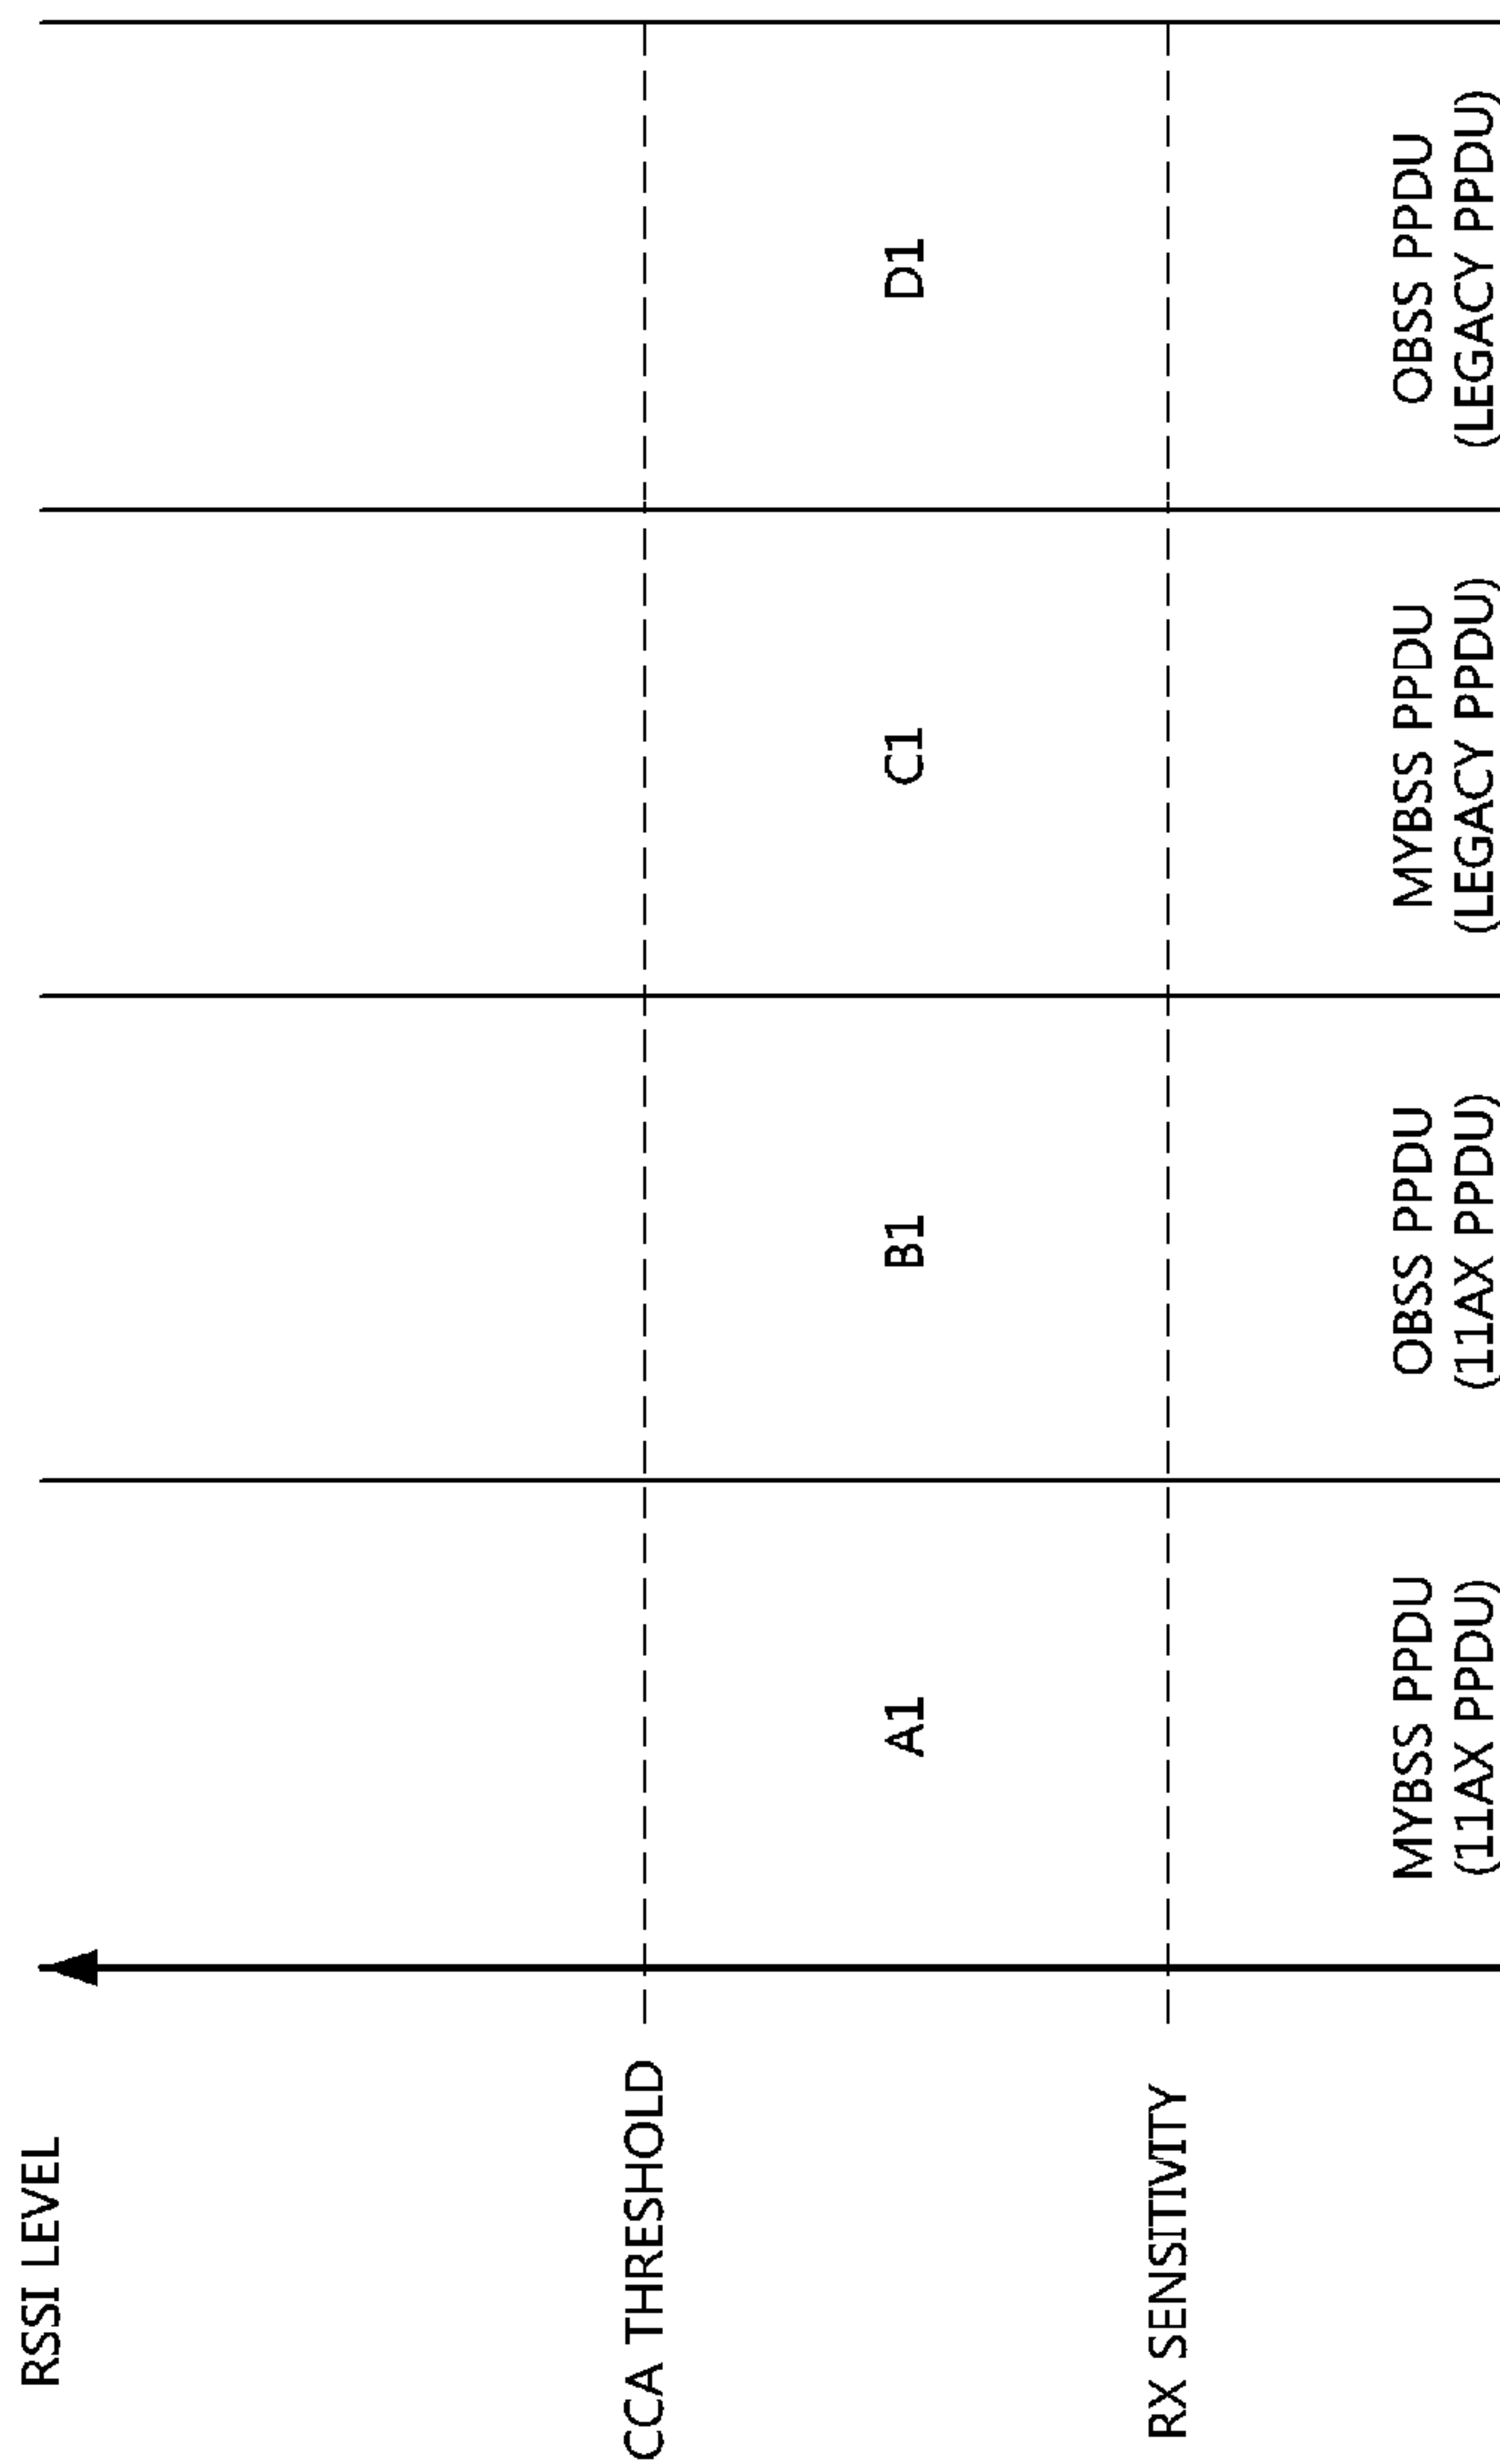 RSSI LEVEL
CCA THRESHOLD
A1
B1
C1
D1
RX SENSITIVITY
MYBSS PPDU
(11AX PPDU)
OBSS PPDU
(11AX PPDU)
MYBSS PPDU
(LEGACY PPDU)
OBSS PPDU
(LEGACY PPDU)